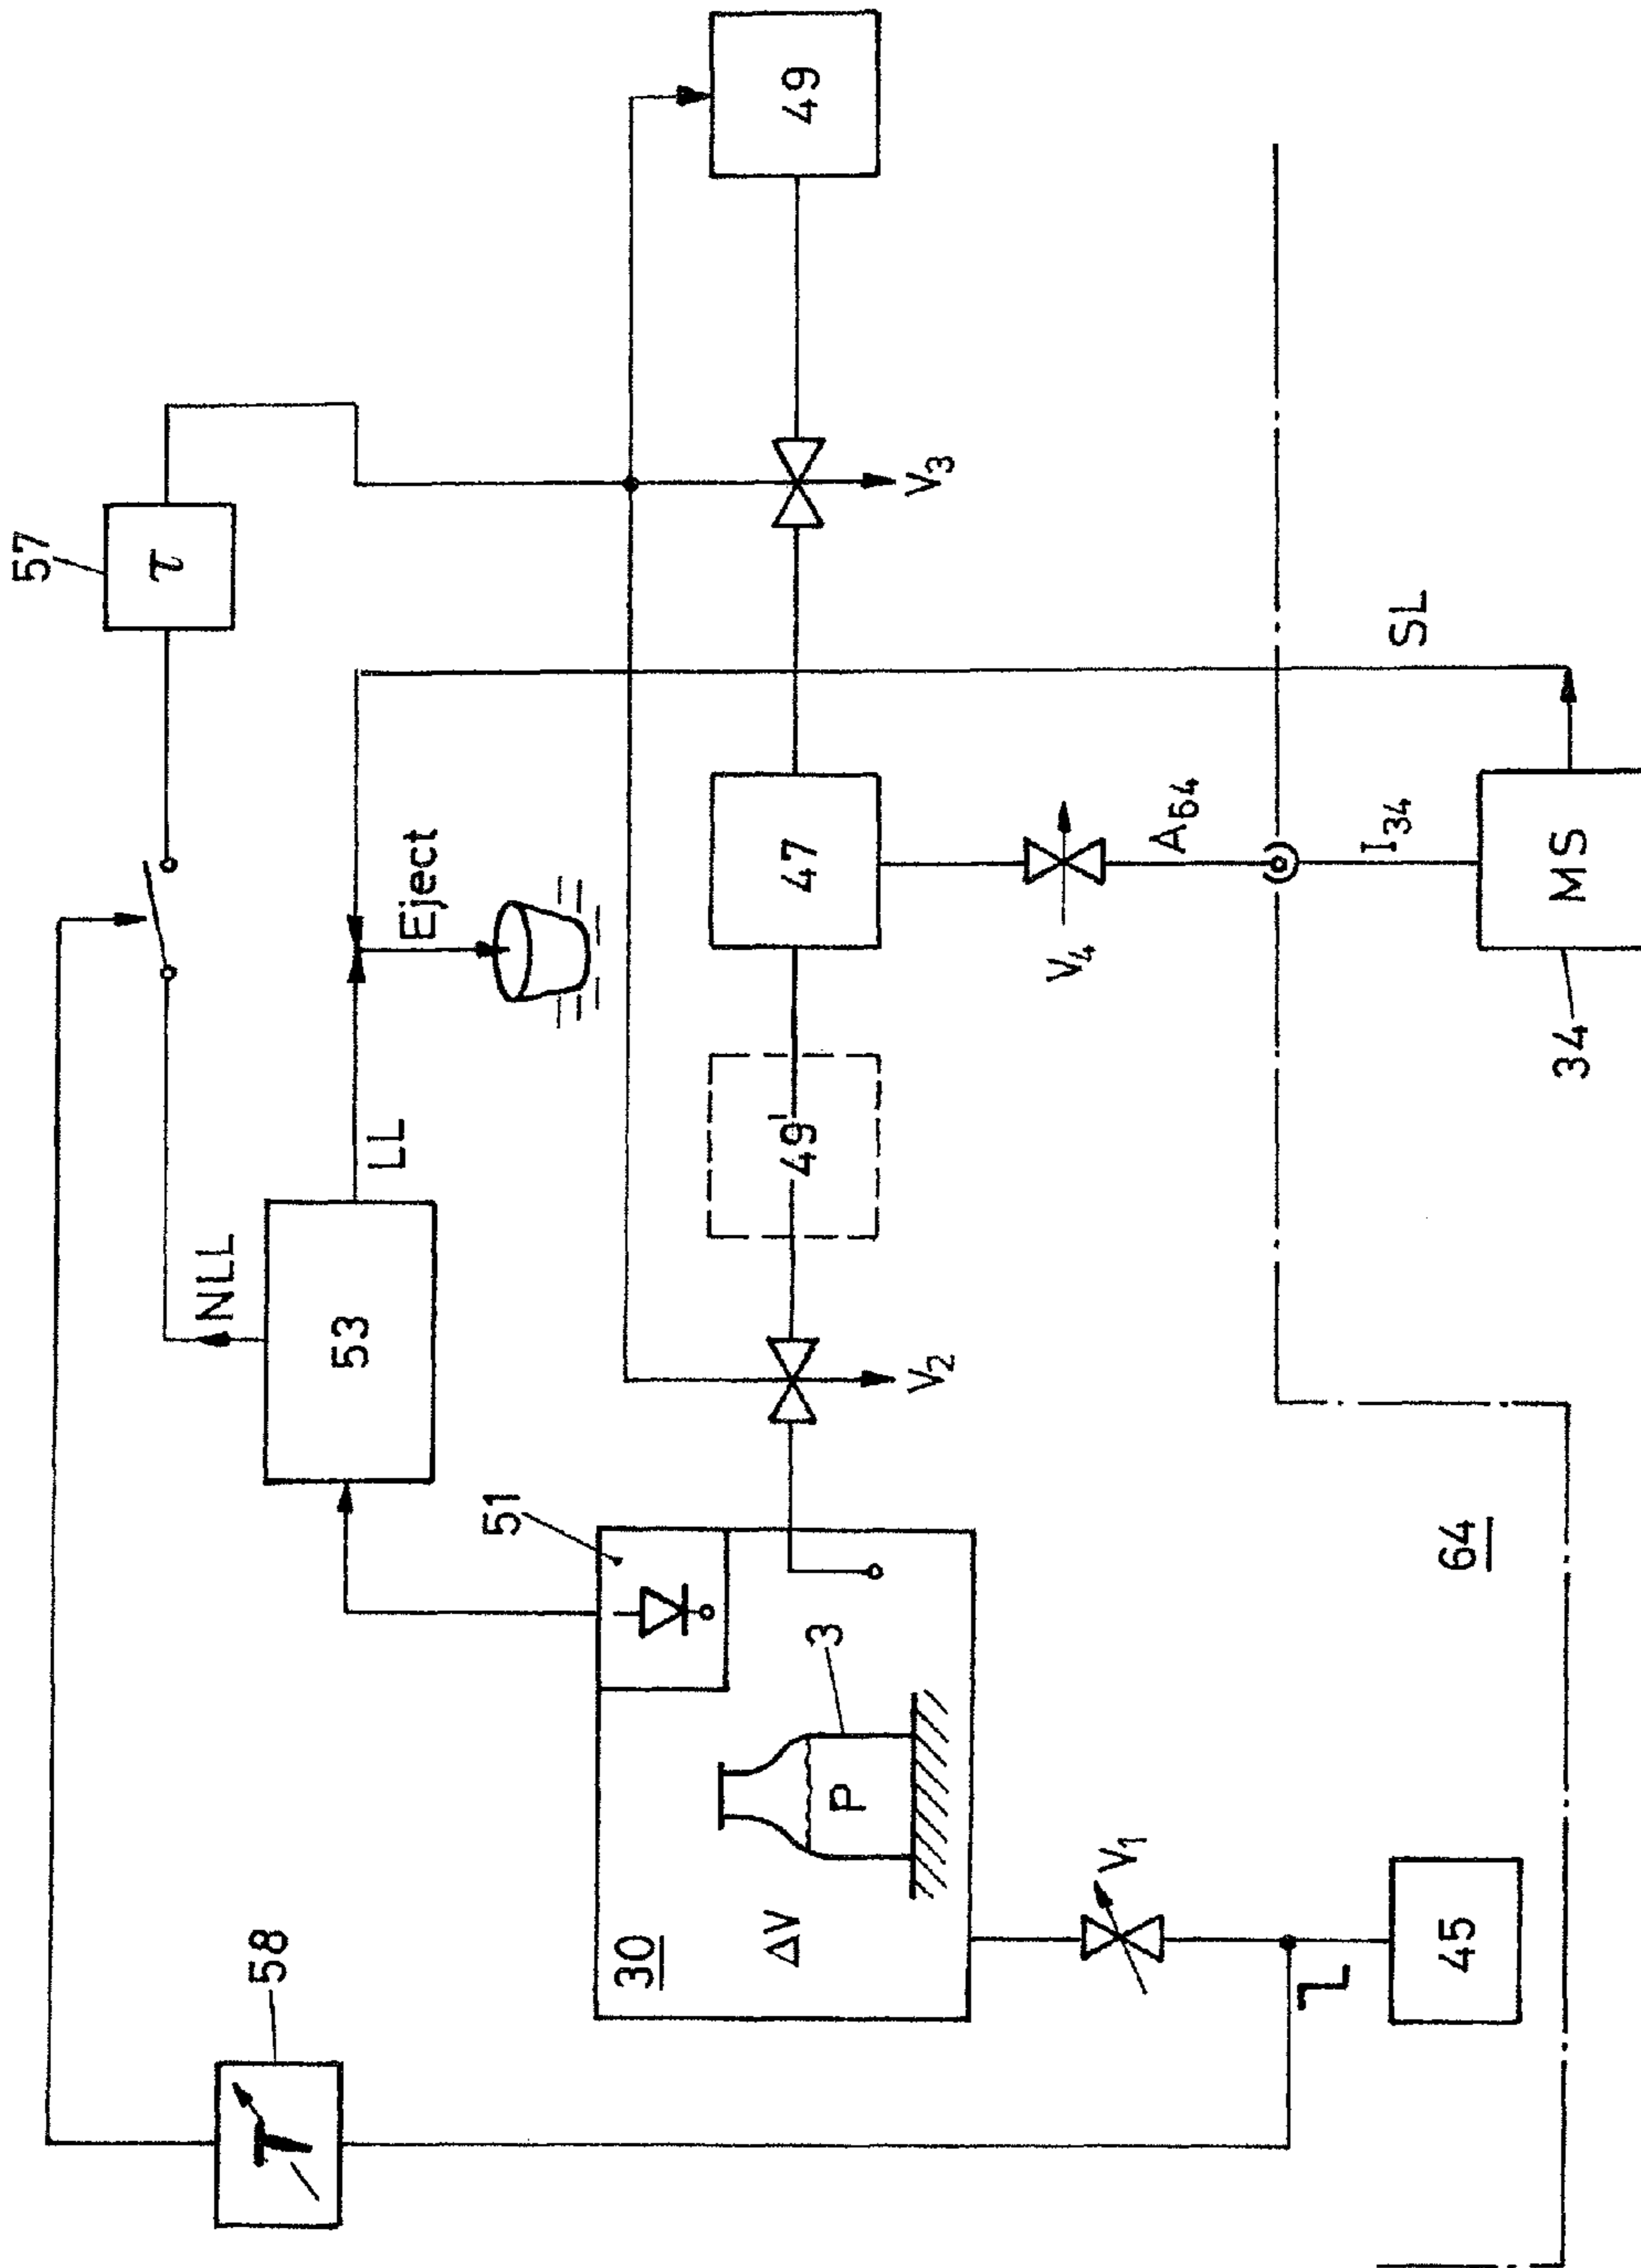 57
τ
58
T
NLL
53
LL
Eject
49
51
30
ΔV
3
P
V₂
49'
47
V₃
V₁
V₄
A₆₄
SL
45
64
I₃₄
MS
34